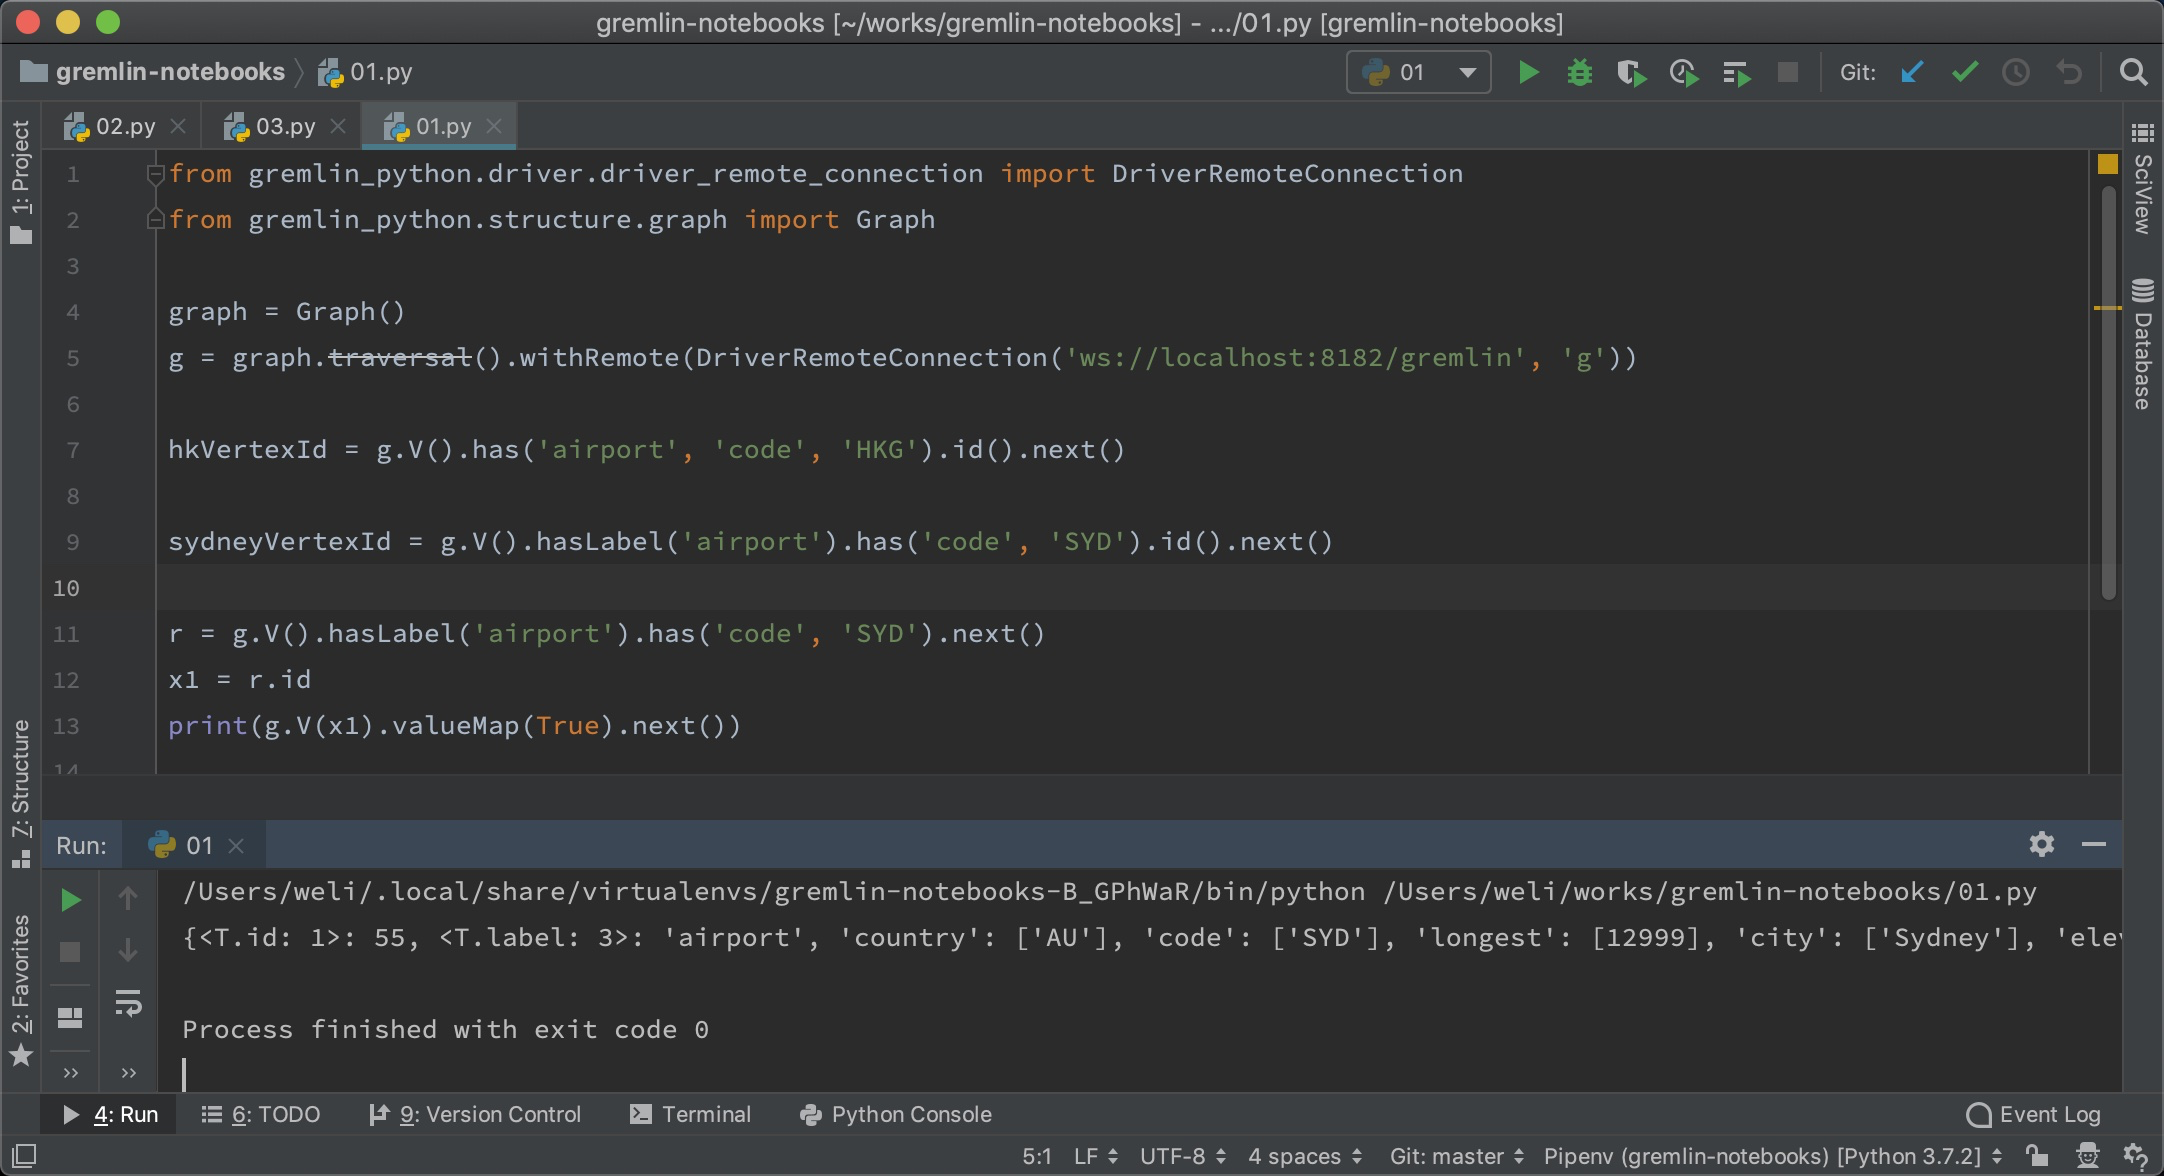 gremlin-notebooks [~/works/gremlin-notebooks] - .../01.py [gremlin-notebooks]
gremlin-notebooks 01.py
01
Git:
02.py 03.py 01.py
1: Project
7: Structure
2: Favorites
SciView
Database
1 from gremlin_python.driver.driver_remote_connection import DriverRemoteConnection
2 from gremlin_python.structure.graph import Graph
3
4 graph = Graph()
5 g = graph.traversal().withRemote(DriverRemoteConnection('ws://localhost:8182/gremlin', 'g'))
6
7 hkVertexId = g.V().has('airport', 'code', 'HKG').id().next()
8
9 sydneyVertexId = g.V().hasLabel('airport').has('code', 'SYD').id().next()
10
11 r = g.V().hasLabel('airport').has('code', 'SYD').next()
12 x1 = r.id
13 print(g.V(x1).valueMap(True).next())
14
Run: 01
/Users/weli/.local/share/virtualenvs/gremlin-notebooks-B_GPhWaR/bin/python /Users/weli/works/gremlin-notebooks/01.py
{<T.id: 1>: 55, <T.label: 3>: 'airport', 'country': ['AU'], 'code': ['SYD'], 'longest': [12999], 'city': ['Sydney'], 'elev
Process finished with exit code 0
>> >>
4: Run 6: TODO 9: Version Control Terminal Python Console Event Log
5:1 LF UTF-8 4 spaces Git: master Pipenv (gremlin-notebooks) [Python 3.7.2]